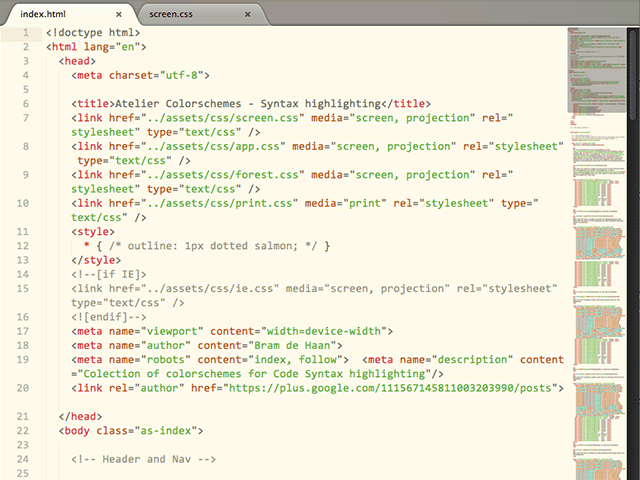 index.html × screen.css ×
1 <!doctype html>
2 <html lang="en">
3 <head>
4 <meta charset="utf-8">
5
6 <title>Atelier Colorschemes - Syntax highlighting</title>
7 <link href="../assets/css/screen.css" media="screen, projection" rel="
stylesheet" type="text/css" />
8 <link href="../assets/css/app.css" media="screen, projection" rel="stylesheet"
type="text/css" />
9 <link href="../assets/css/forest.css" media="screen, projection" rel="
stylesheet" type="text/css" />
10 <link href="../assets/css/print.css" media="print" rel="stylesheet" type="
text/css" />
11 <style>
12 * { /* outline: 1px dotted salmon; */ }
13 </style>
14 <!--[if IE]>
15 <link href="../assets/css/ie.css" media="screen, projection" rel="stylesheet"
type="text/css" />
16 <![endif]-->
17 <meta name="viewport" content="width=device-width">
18 <meta name="author" content="Bram de Haan">
19 <meta name="robots" content="index, follow"> <meta name="description" content
="Colection of colorschemes for Code Syntax highlighting"/>
20 <link rel="author" href="https://plus.google.com/111567145811003203990/posts">
21 </head>
22 <body class="as-index">
23
24 <!-- Header and Nav -->
25